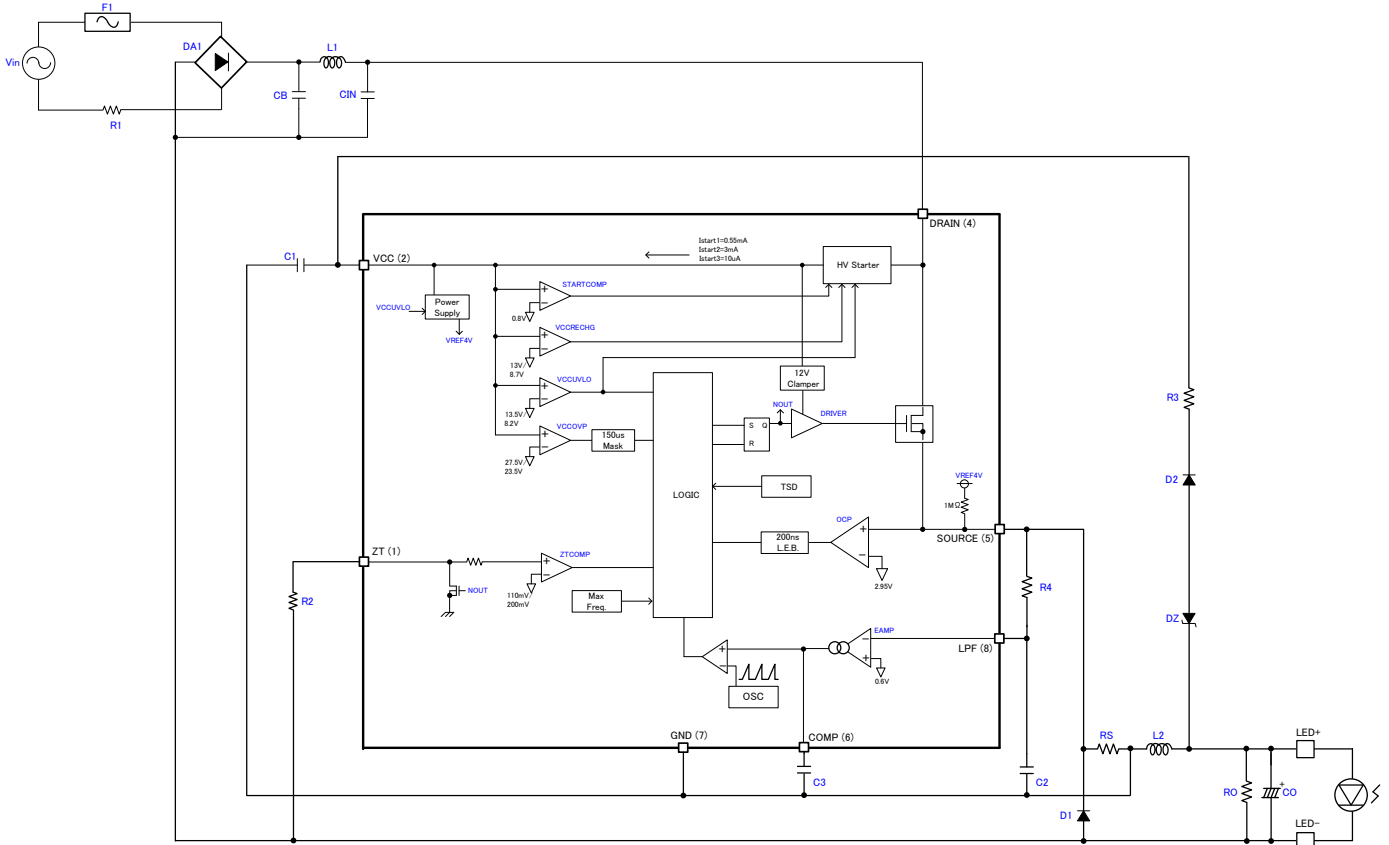 F1
Vin
DA1
L1
CB
CIN
R1
DRAIN (4)
C1
VCC (2)
Istart1=0.55mA
Istart2=3mA
Istart3=10uA
HV Starter
Power
Supply
VCCUVLO
VREF4V
STARTCOMP
0.8V
VCCRECHG
13V/
8.7V
VCCUVLO
13.5V/
8.2V
VCCOVP
27.5V/
23.5V
150us
Mask
12V
Clamper
NOUT
DRIVER
S Q
R
LOGIC
TSD
VREF4V
1MΩ
OCP
200ns
L.E.B.
2.95V
SOURCE (5)
R3
D2
DZ
ZT (1)
ZTCOMP
NOUT
110mV/
200mV
Max
Freq.
R2
R4
EAMP
LPF (8)
0.6V
OSC
GND (7)
COMP (6)
C3
C2
RS
L2
LED+
D1
RO
+
CO
LED-